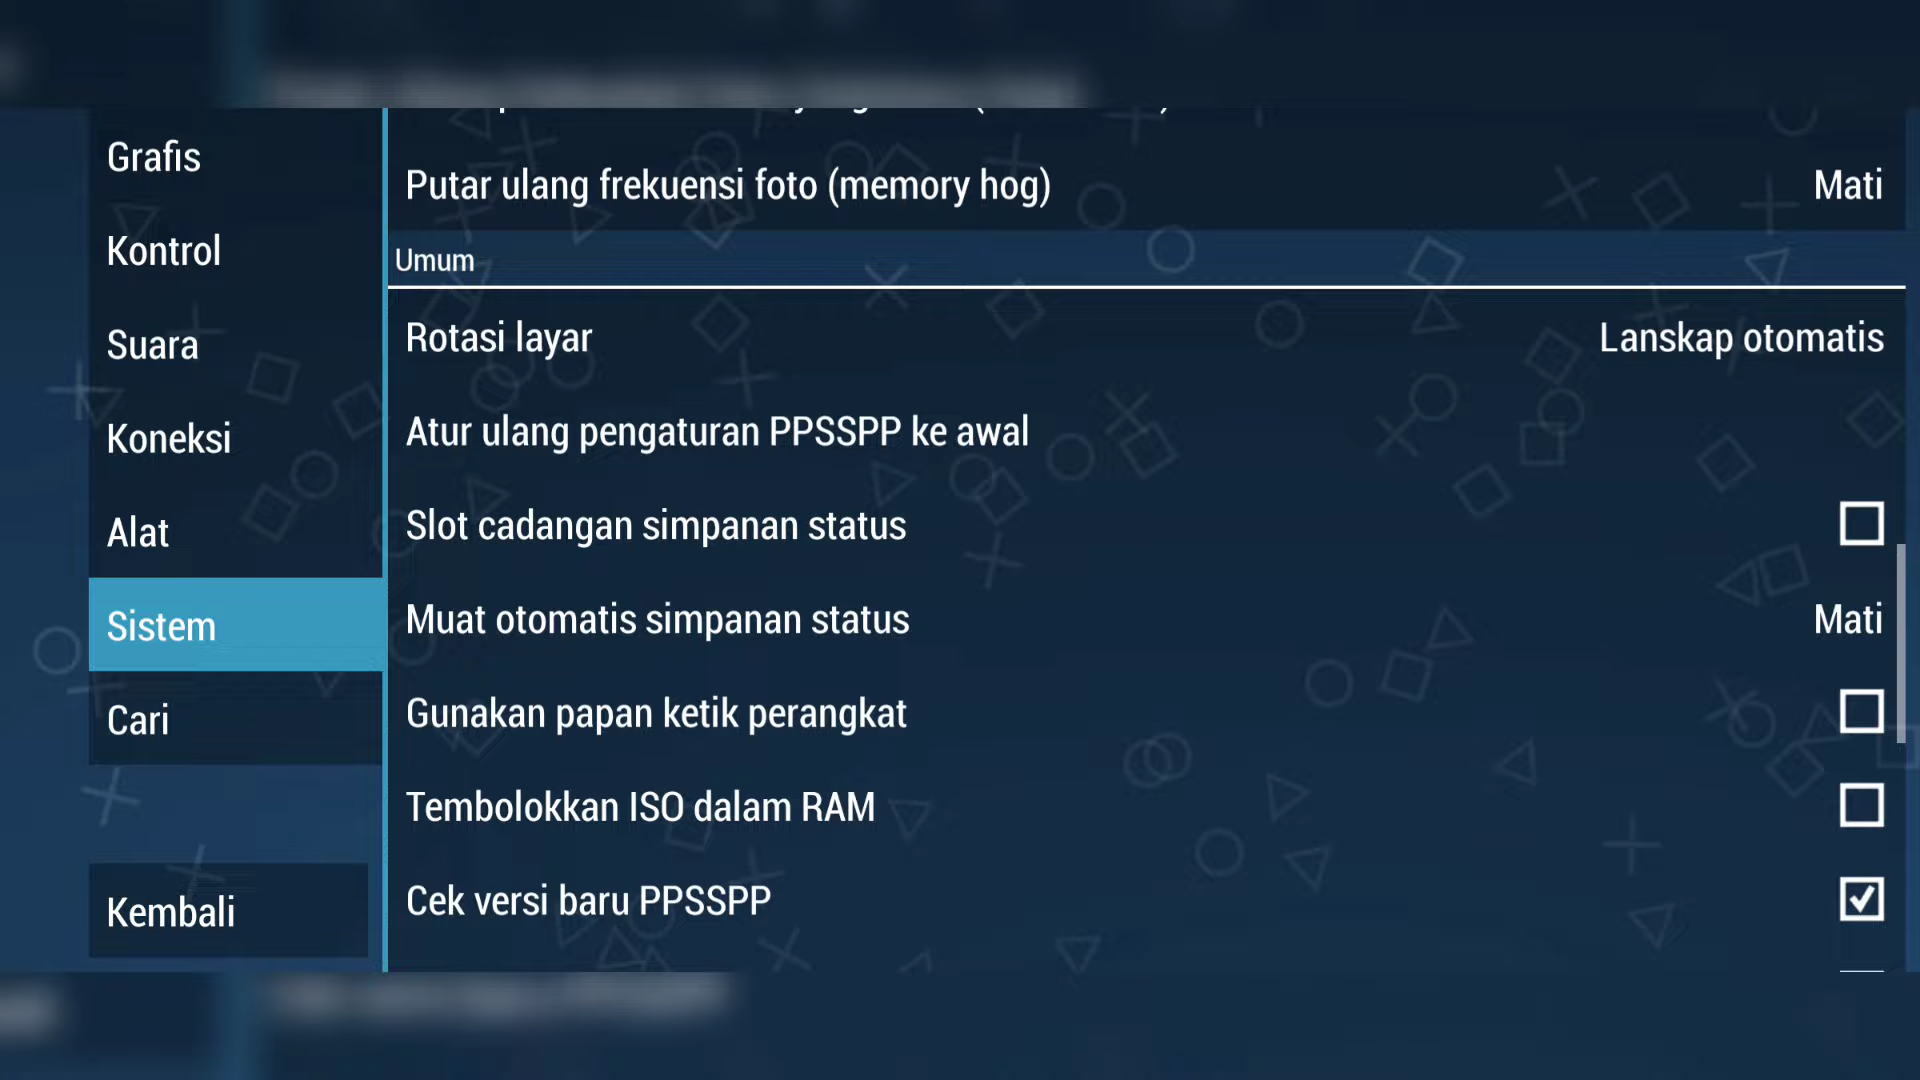 Grafis
Kontrol
Suara
Koneksi
Alat
Sistem
Cari
Kembali
Putar ulang frekuensi foto (memory hog) Mati
Umum
Rotasi layar Lanskap otomatis
Atur ulang pengaturan PPSSPP ke awal
Slot cadangan simpanan status
Muat otomatis simpanan status Mati
Gunakan papan ketik perangkat
Tembolokkan ISO dalam RAM
Cek versi baru PPSSPP